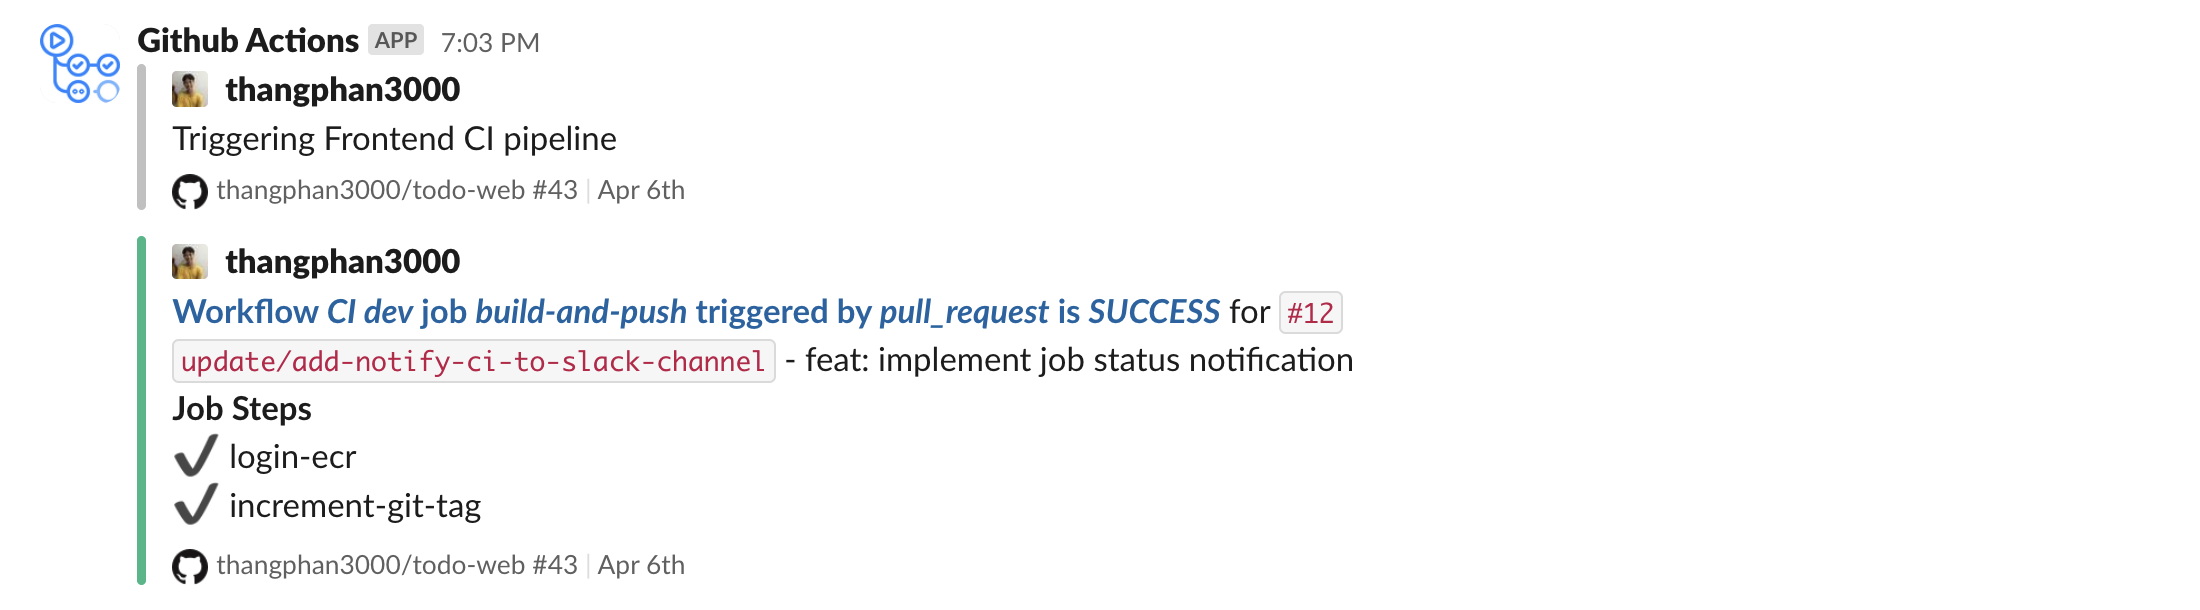 Github Actions APP 7:03 PM
thangphan3000
Triggering Frontend CI pipeline
thangphan3000/todo-web #43 | Apr 6th
thangphan3000
Workflow CI dev job build-and-push triggered by pull_request is SUCCESS for #12
update/add-notify-ci-to-slack-channel - feat: implement job status notification
Job Steps
✔ login-ecr
✔ increment-git-tag
thangphan3000/todo-web #43 | Apr 6th